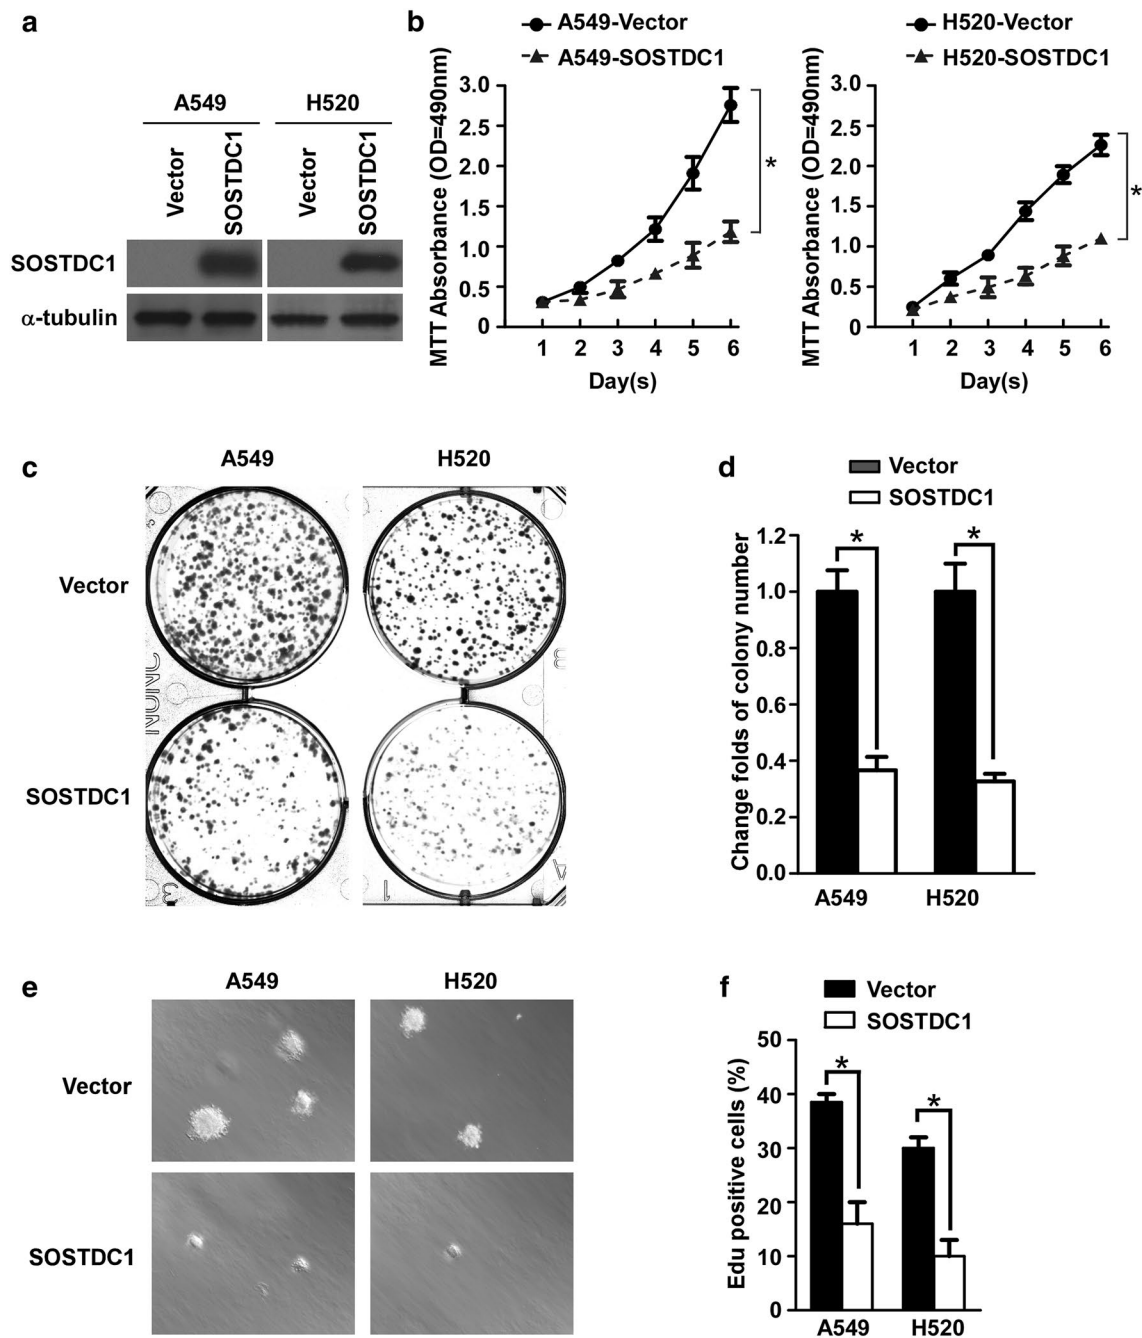 a
A549
H520
Vector
SOSTDC1
Vector
SOSTDC1
SOSTDC1
α-tubulin
b
A549-Vector
A549-SOSTDC1
MTT Absorbance (OD=490nm)
3.0
2.5
2.0
1.5
1.0
0.5
0
*
1 2 3 4 5 6
Day(s)
H520-Vector
H520-SOSTDC1
MTT Absorbance (OD=490nm)
3.0
2.5
2.0
1.5
1.0
0.5
0
*
1 2 3 4 5 6
Day(s)
c
A549
H520
Vector
SOSTDC1
3
1
d
Vector
SOSTDC1
Change folds of colony number
1.2
1.0
0.8
0.6
0.4
0.2
0.0
*
*
A549
H520
e
A549
H520
Vector
SOSTDC1
f
Vector
SOSTDC1
Edu positive cells (%)
50
40
30
20
10
0
*
*
A549
H520